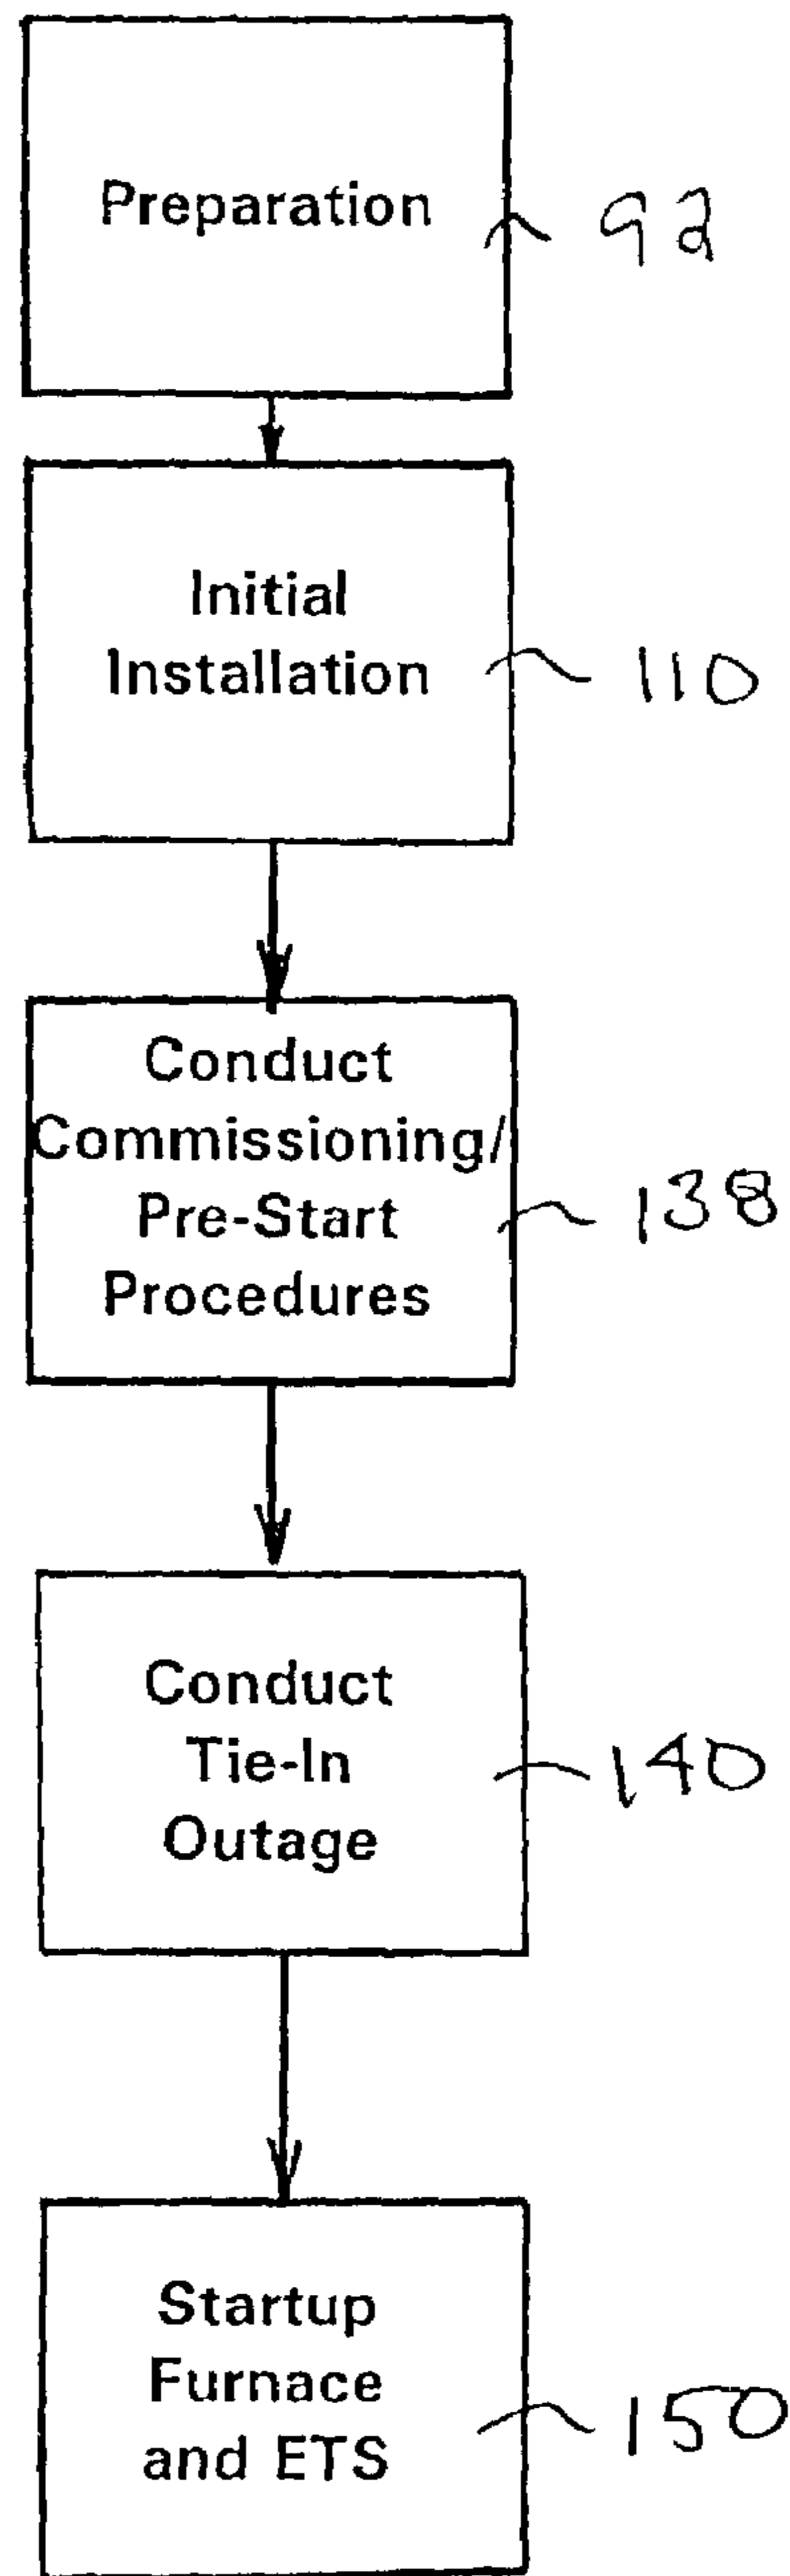 Preparation
92
Initial
Installation
110
Conduct
Commissioning/
Pre-Start
Procedures
138
Conduct
Tie-In
Outage
140
Startup
Furnace
and ETS
150